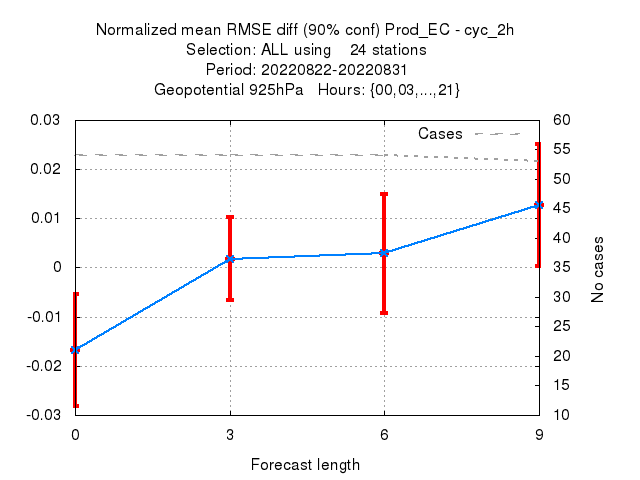 Normalized mean RMSE diff (90% conf) Prod_EC - cyc_2h
Selection: ALL using    24 stations
Period: 20220822-20220831
Geopotential 925hPa   Hours: {00,03,...,21}
Cases
0.03
0.02
0.01
0
-0.01
-0.02
-0.03
60
55
50
45
40
35
30
25
20
15
10
No cases
0 3 6 9
Forecast length